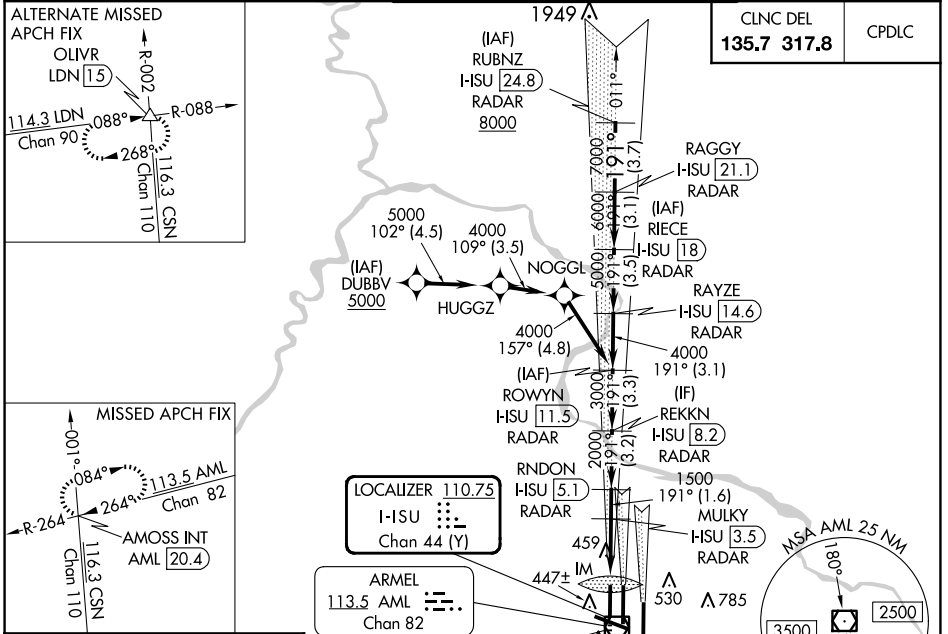 ALTERNATE MISSED
APCH FIX
OLIVR
LDN 15
R-002
114.3 LDN
Chan 90
088°
R-088
268°
116.3 CSN
Chan 110
1949
(IAF)
RUBNZ
I-ISU 24.8
RADAR
8000
011°
CLNC DEL
135.7 317.8
CPDLC
7000
191°
(3.7)
RAGGY
I-ISU 21.1
RADAR
6000
191°
(3.1)
(IAF)
RIECE
I-ISU 18
RADAR
5000
191°
(3.5)
RAYZE
I-ISU 14.6
RADAR
5000
102° (4.5)
4000
109° (3.5)
(IAF)
DUBBV
5000
HUGGZ
NOGGL
4000
157° (4.8)
4000
191° (3.1)
(IAF)
ROWYN
I-ISU 11.5
RADAR
3000
191°
(3.3)
(IF)
REKKN
I-ISU 8.2
RADAR
2000
191°
(3.2)
RNDON
I-ISU 5.1
RADAR
1500
191° (1.6)
MULKY
I-ISU 3.5
RADAR
MISSED APCH FIX
001°
084°
113.5 AML
Chan 82
264°
R-264
AMOSS INT
AML 20.4
116.3 CSN
Chan 110
LOCALIZER 110.75
I-ISU
Chan 44 (Y)
ARMEL
113.5 AML
Chan 82
459
IM
447±
530
785
MSA AML 25 NM
180°
2500
3500